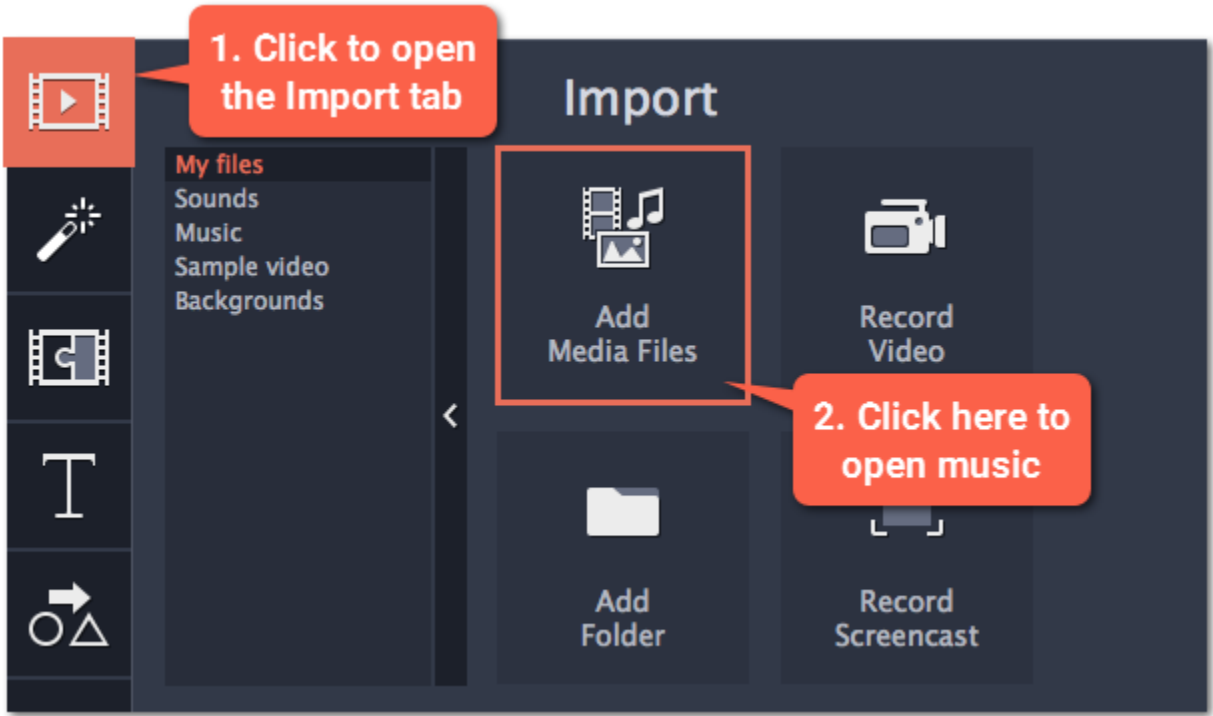 1. Click to open
the Import tab
Import
My files
Sounds
Music
Sample video
Backgrounds
Add
Media Files
Record
Video
2. Click here to
open music
Add
Folder
Record
Screencast